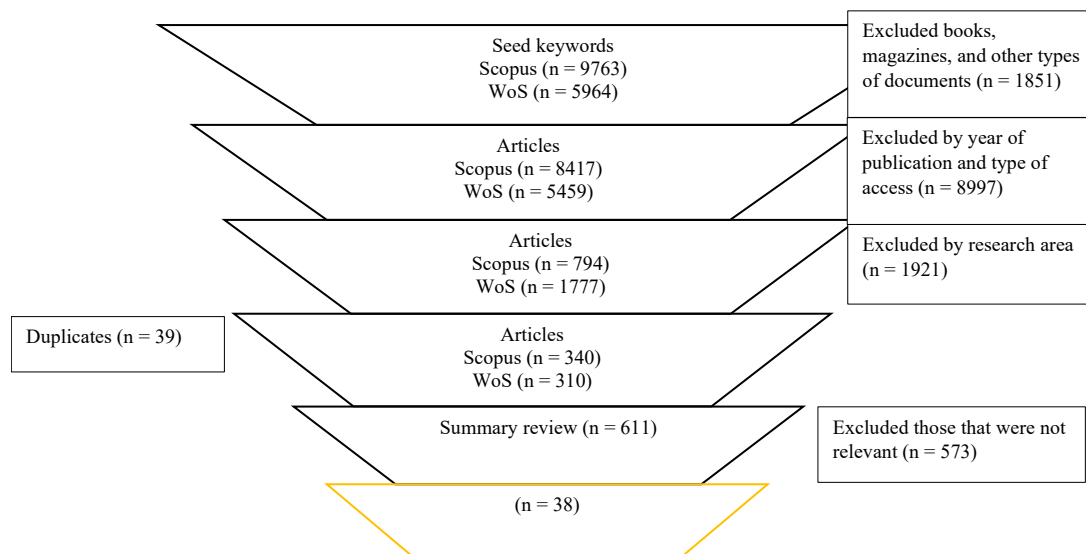 Seed keywords
Scopus (n = 9763)
WoS (n = 5964)
Excluded books,
magazines, and other types
of documents (n = 1851)
Articles
Scopus (n = 8417)
WoS (n = 5459)
Excluded by year of
publication and type of
access (n = 8997)
Articles
Scopus (n = 794)
WoS (n = 1777)
Excluded by research area
(n = 1921)
Duplicates (n = 39)
Articles
Scopus (n = 340)
WoS (n = 310)
Summary review (n = 611)
Excluded those that were not
relevant (n = 573)
(n = 38)